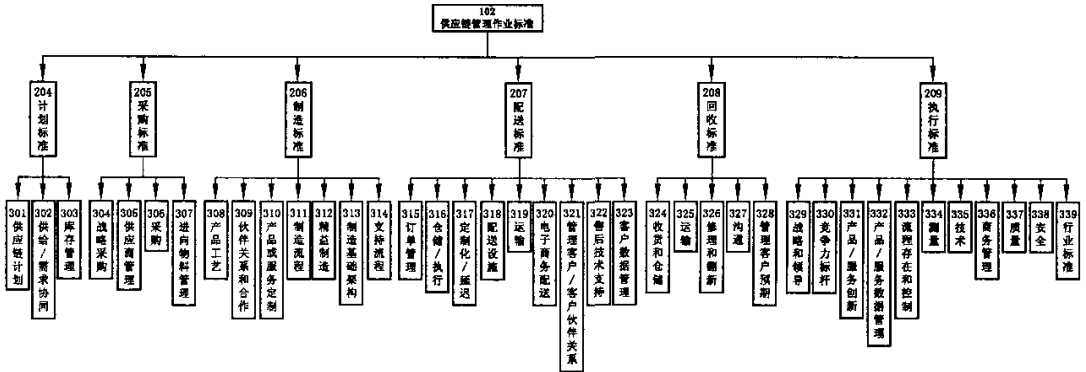 102
供应链管理作业标准
204
计划标准
205
采购标准
206
制造标准
207
配送标准
208
回收标准
209
执行标准
301
供应链计划
302
供给/需求协同
303
库存管理
304
战略采购
305
供应商管理
306
采购
307
进向物料管理
308
产品工艺
309
伙伴关系和合作
310
产品或服务定制
311
制造流程
312
精益制造
313
制造基础架构
314
支持流程
315
订单管理
316
仓储/执行
317
定制化/延迟
318
配送设施
319
运输
320
电子商务配送
321
管理客户/客户伙伴关系
322
售后技术支持
323
客户数据管理
324
收货和仓储
325
运输
326
修理和翻新
327
沟通
328
管理客户预期
329
战略和领导
330
竞争力标杆
331
产品/服务创新
332
产品/服务数据管理
333
流程存在和控制
334
测量
335
技术
336
商务管理
337
质量
338
安全
339
行业标准